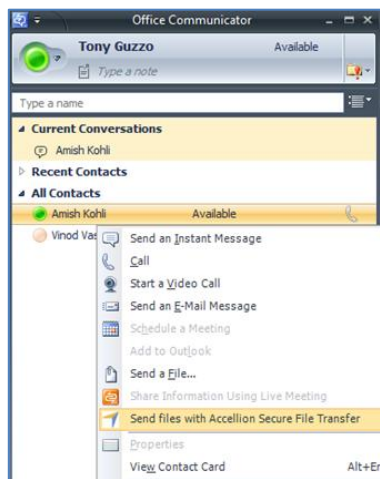 Office Communicator
Tony Guzzo Available
Type a note
Type a name
Current Conversations
Amish Kohli
Recent Contacts
All Contacts
Amish Kohli Available
Vinod
Send an Instant Message
Call
Start a Video Call
Send an E-Mail Message
Schedule a Meeting
Add to Outlook
Send a File...
Share Information Using Live Meeting
Send files with Accellion Secure File Transfer
Properties
View Contact Card